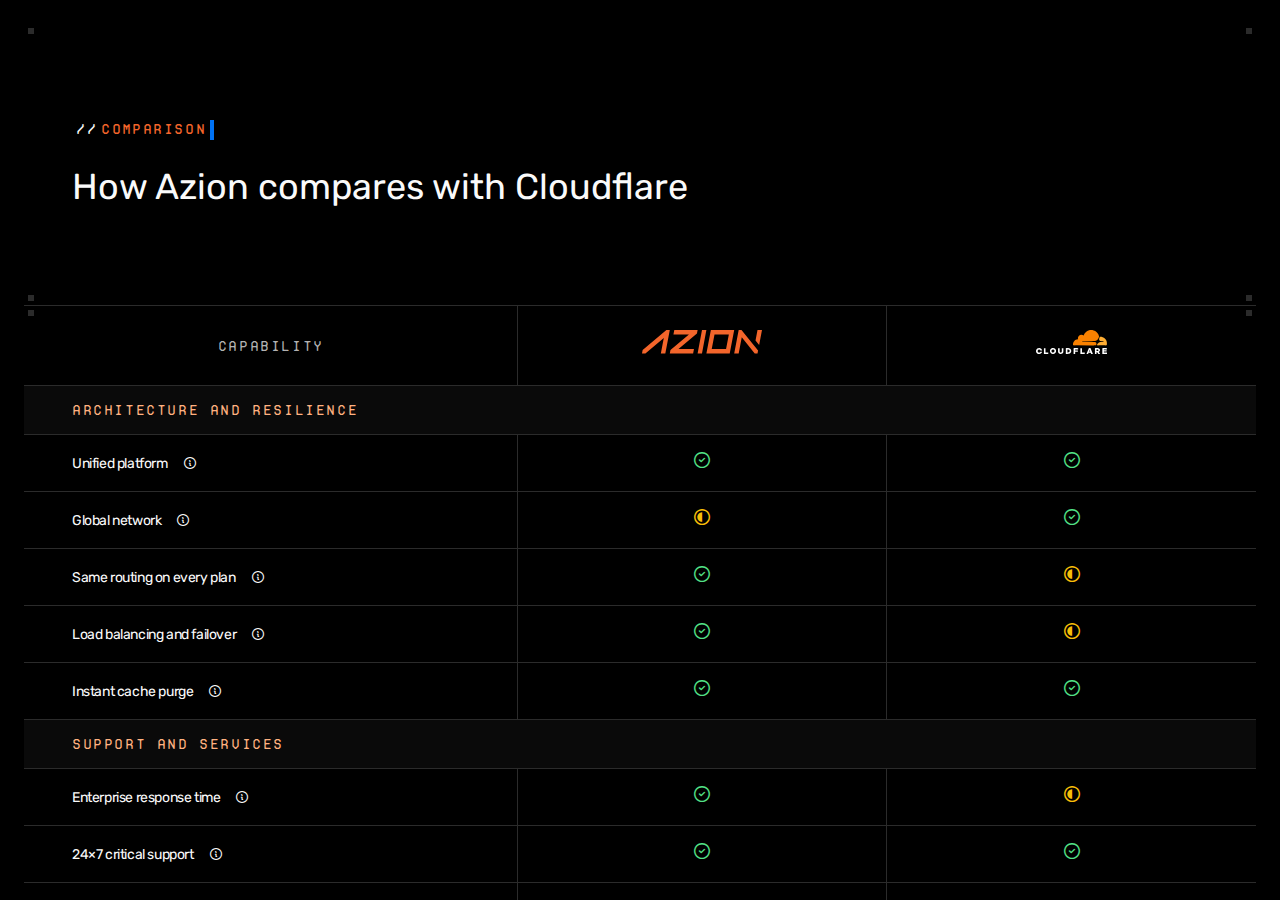 // COMPARISON
How Azion compares with Cloudflare
CAPABILITY
AZION
CLOUDFLARE
ARCHITECTURE AND RESILIENCE
Unified platform
Global network
Same routing on every plan
Load balancing and failover
Instant cache purge
SUPPORT AND SERVICES
Enterprise response time
24×7 critical support